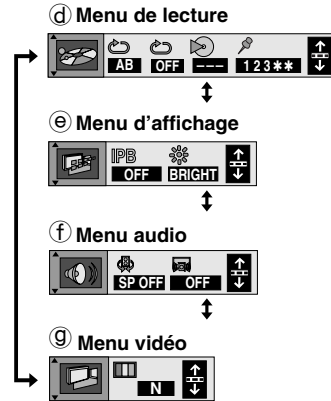 ⓓ Menu de lecture
AB OFF --- 123**
ⓔ Menu d'affichage
IPB
OFF BRIGHT
ⓕ Menu audio
SP OFF OFF
ⓖ Menu vidéo
N